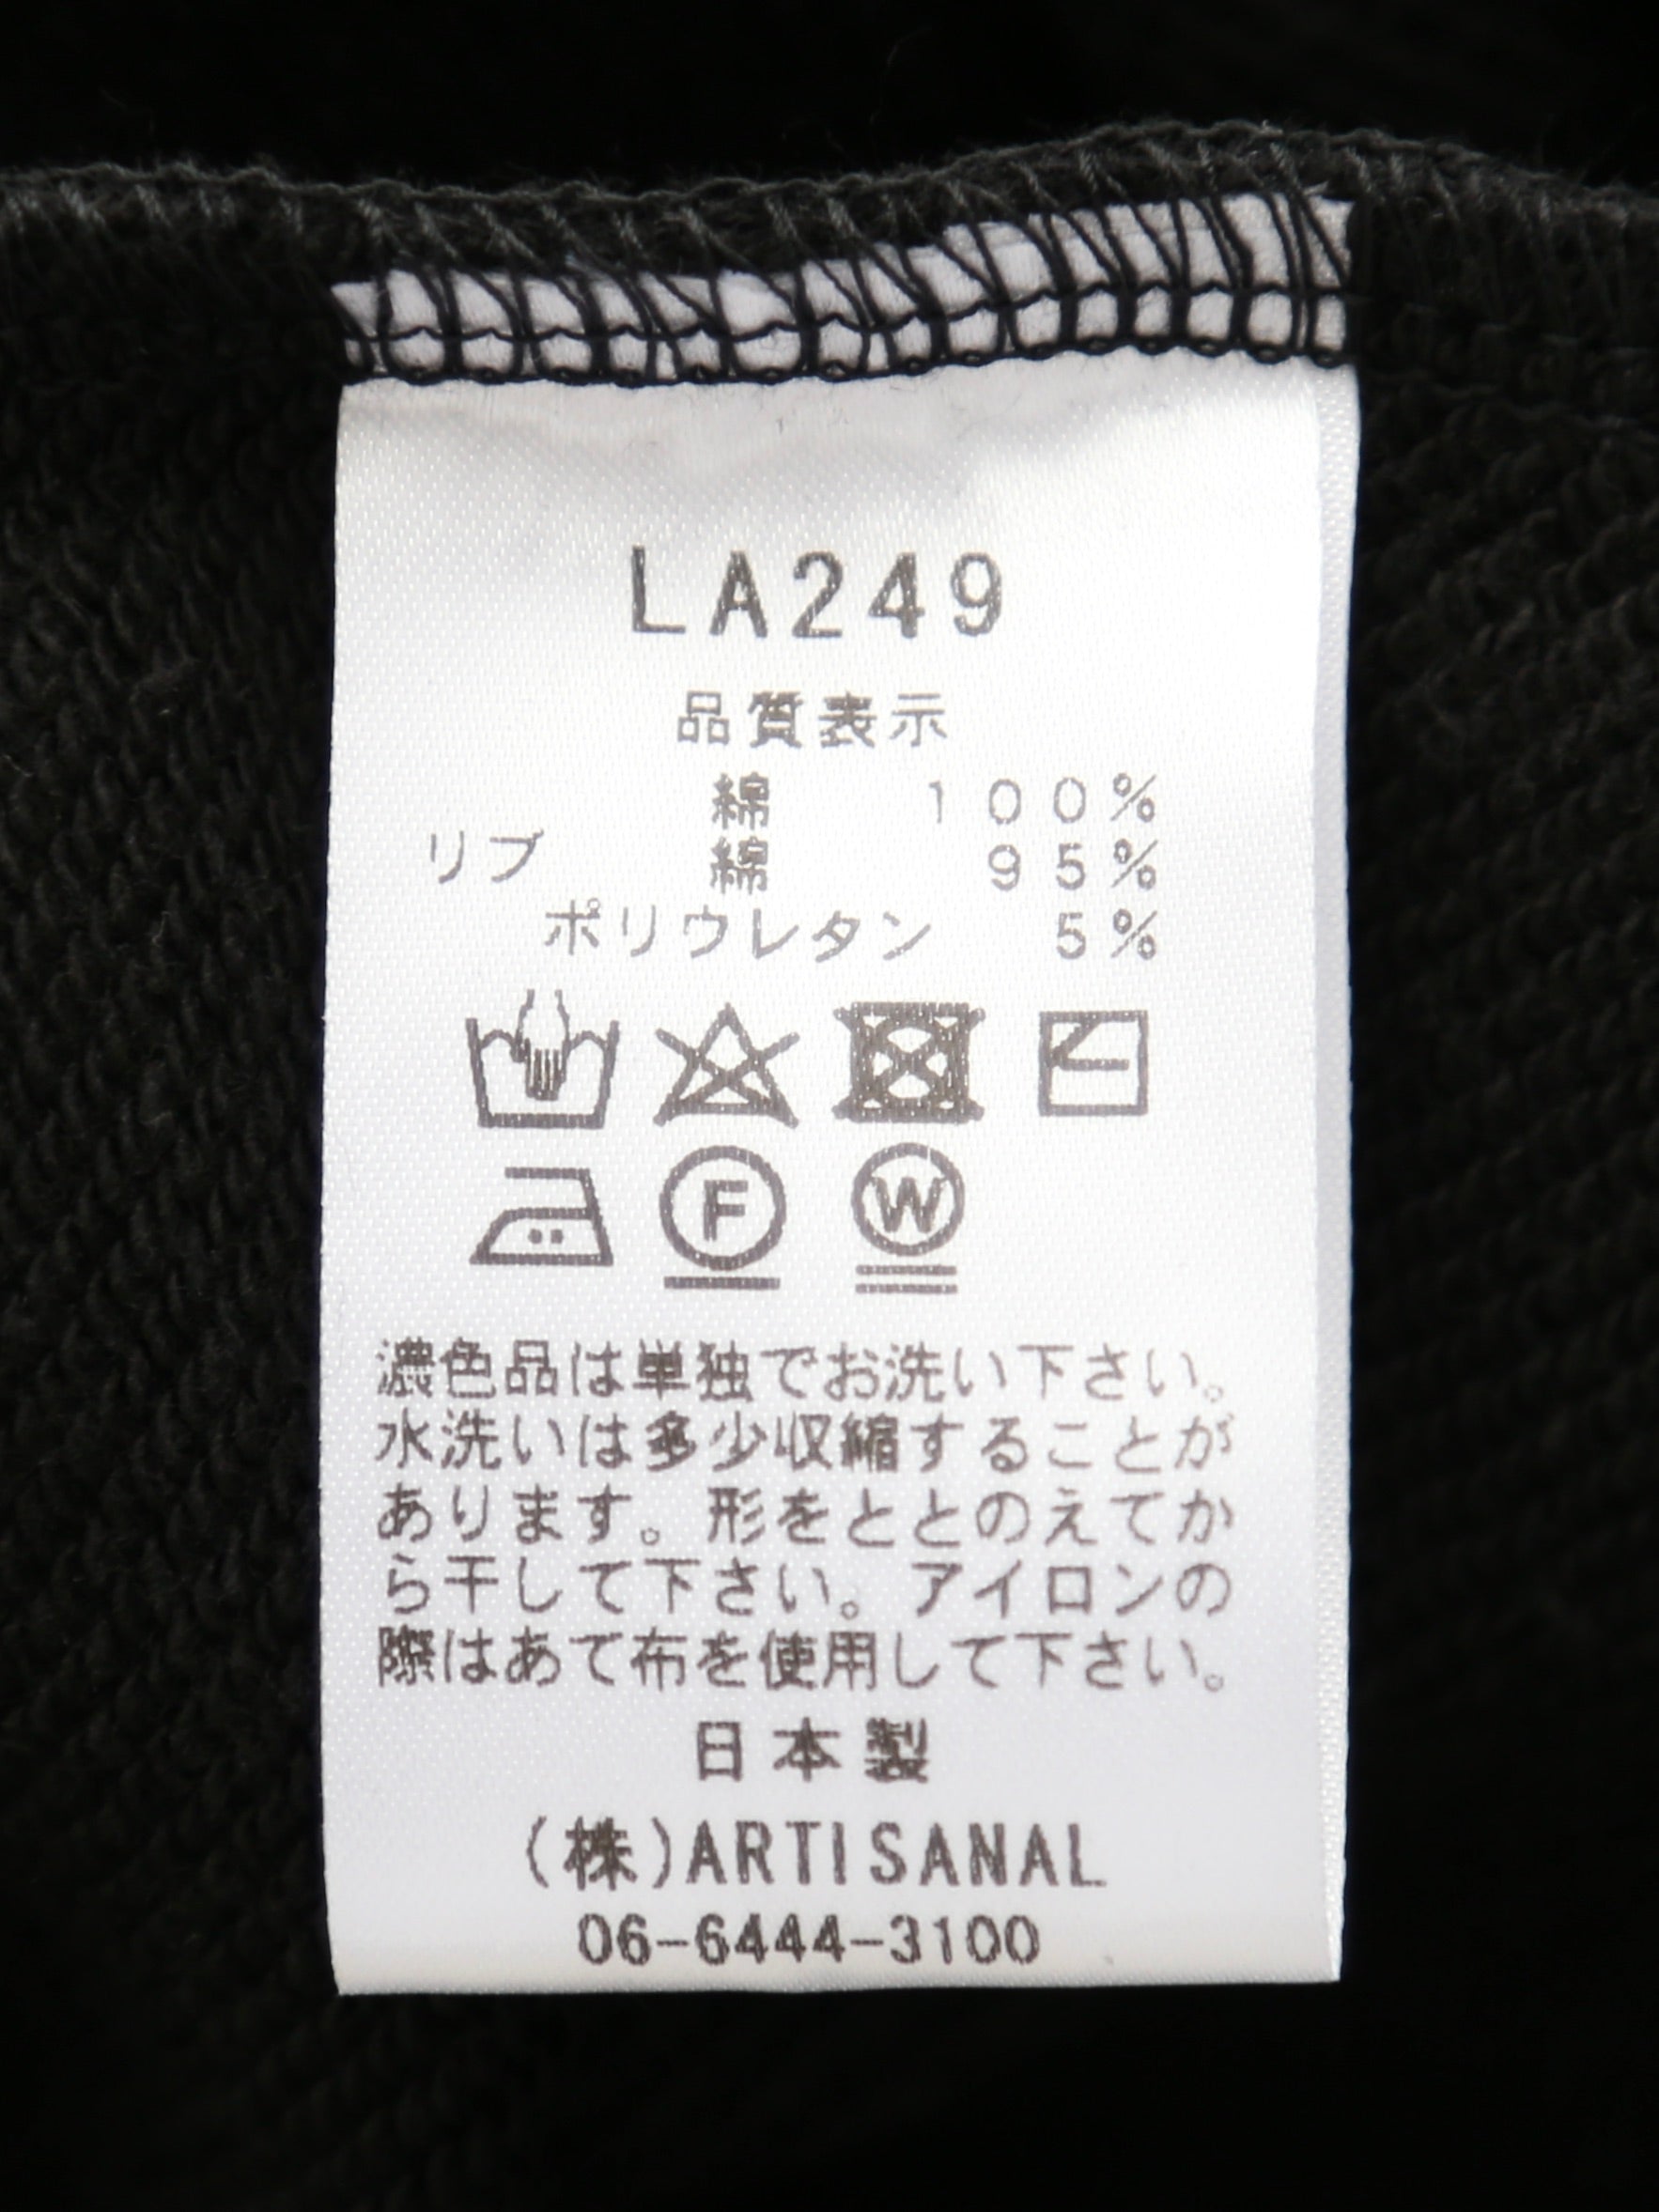 LA249
品質表示
綿 100%
リブ 綿 95%
ポリウレタン 5%
F W
濃色品は単独でお洗い下さい。
水洗いは多少収縮することが
あります。形をととのえてか
ら干して下さい。アイロンの
際はあて布を使用して下さい。
日本製
(株)ARTISANAL
06-6444-3100